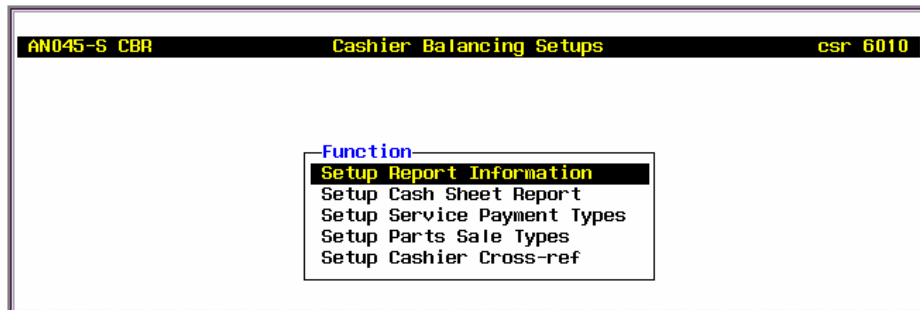 AN045-S CBR Cashier Balancing Setups csr 6010
Function
Setup Report Information
Setup Cash Sheet Report
Setup Service Payment Types
Setup Parts Sale Types
Setup Cashier Cross-ref